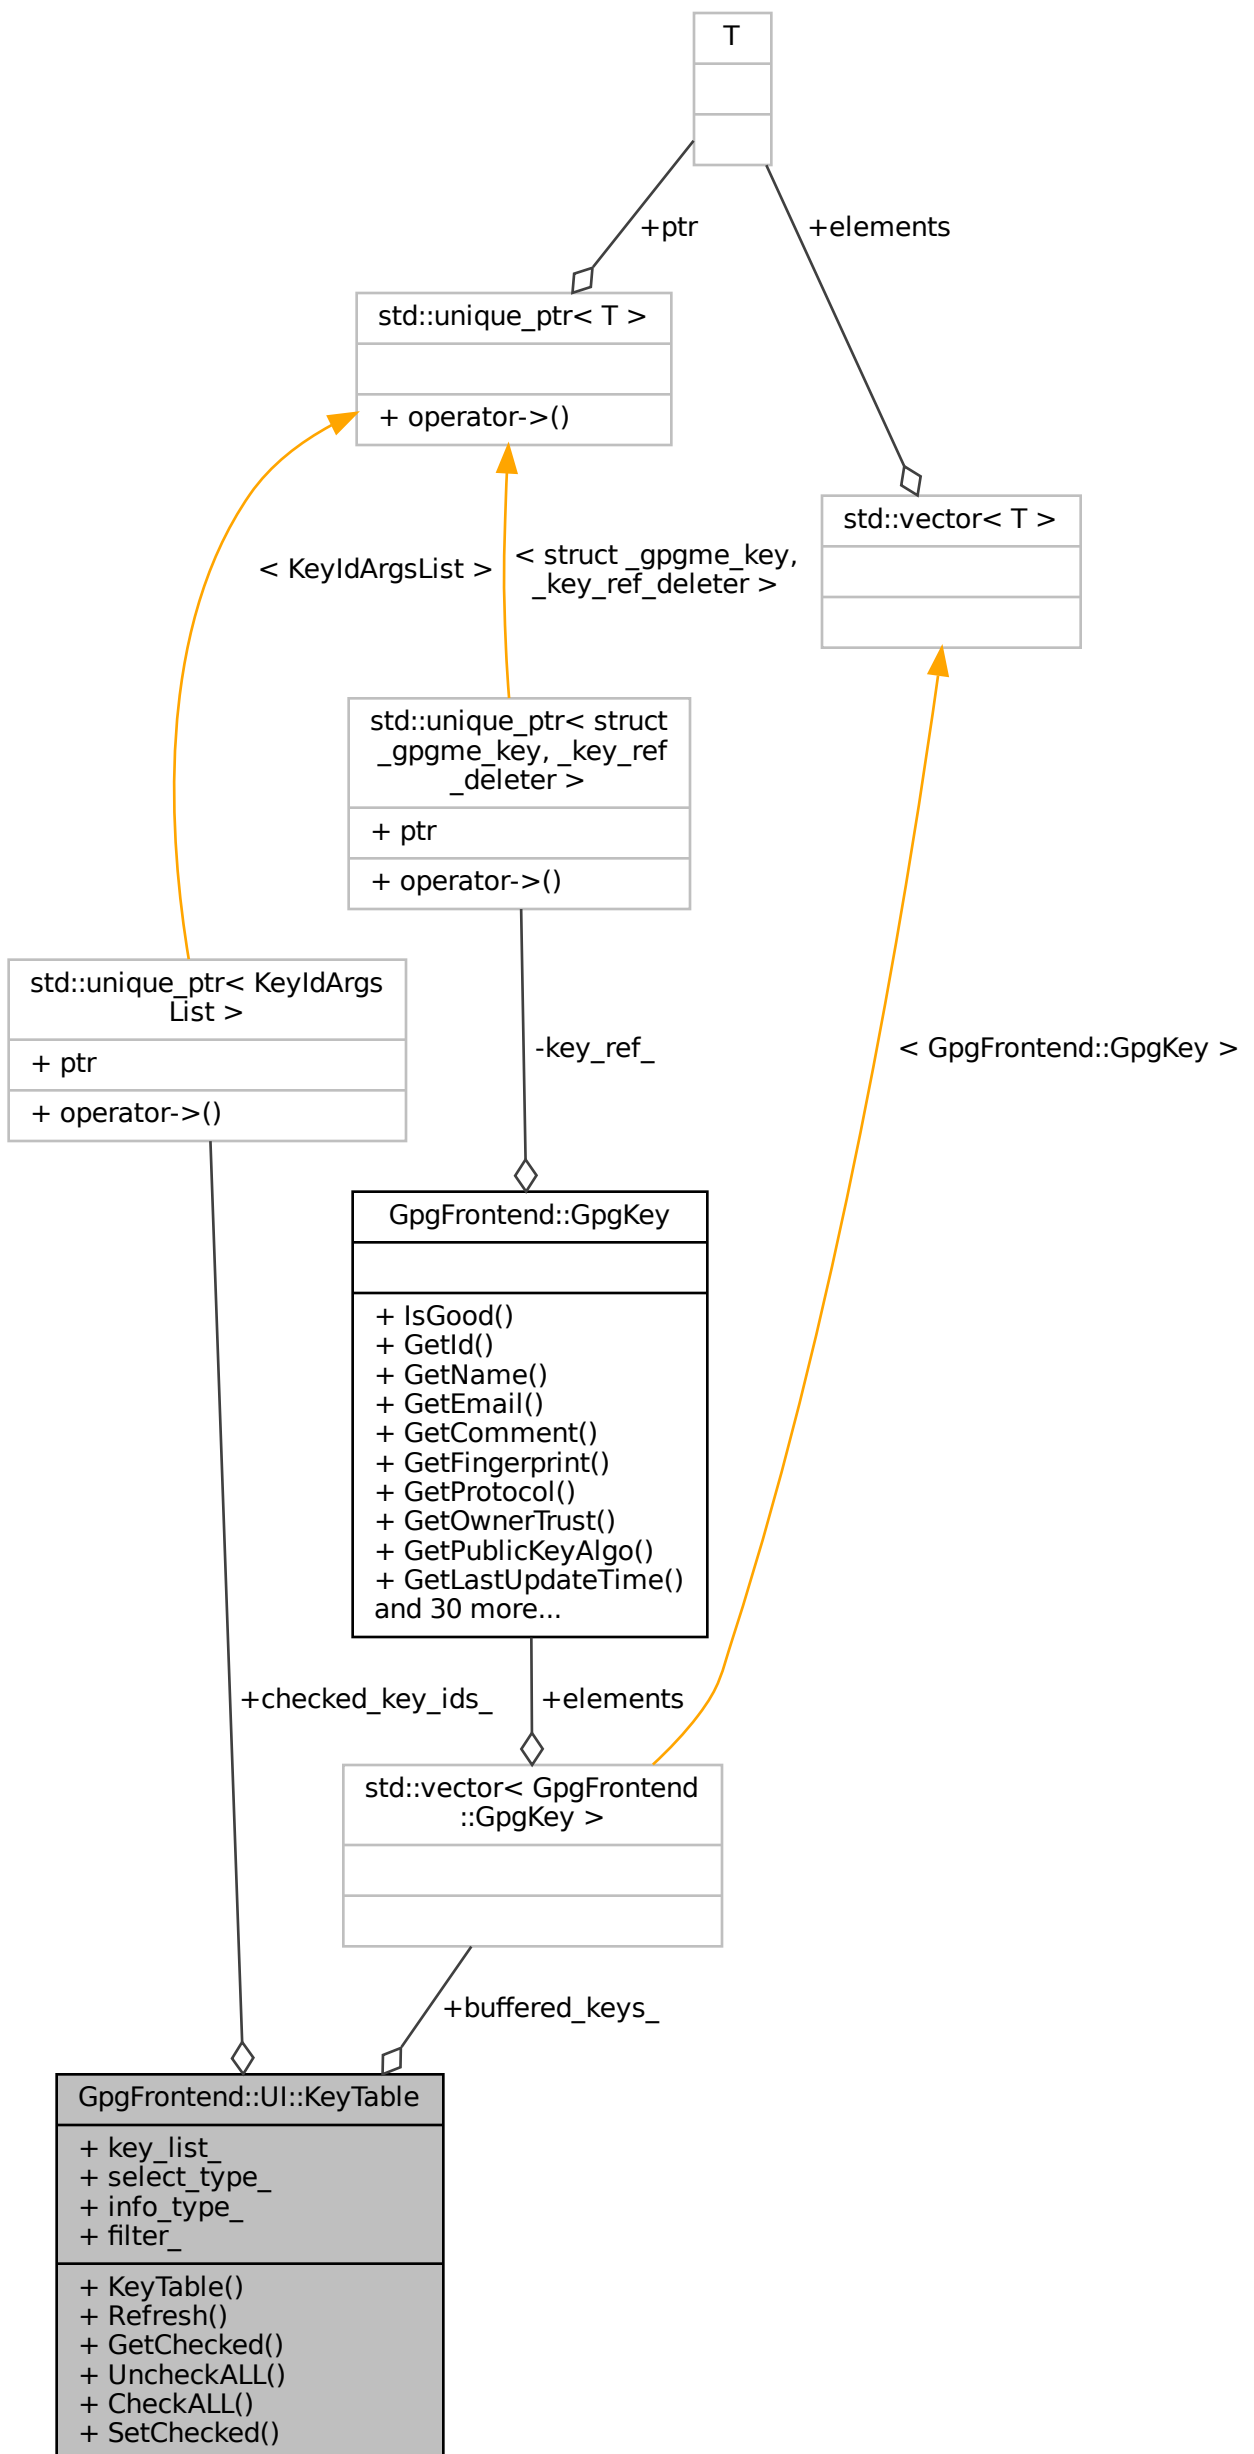 T
+ptr
+elements
std::unique_ptr< T >
+ operator->()
std::vector< T >
< KeyIdArgsList >
< struct _gpgme_key,
_key_ref_deleter >
std::unique_ptr< struct
_gpgme_key, _key_ref
_deleter >
+ ptr
+ operator->()
std::unique_ptr< KeyIdArgs
List >
+ ptr
+ operator->()
-key_ref_
< GpgFrontend::GpgKey >
GpgFrontend::GpgKey
+ IsGood()
+ GetId()
+ GetName()
+ GetEmail()
+ GetComment()
+ GetFingerprint()
+ GetProtocol()
+ GetOwnerTrust()
+ GetPublicKeyAlgo()
+ GetLastUpdateTime()
and 30 more...
+checked_key_ids_
+elements
std::vector< GpgFrontend
::GpgKey >
+buffered_keys_
GpgFrontend::UI::KeyTable
+ key_list_
+ select_type_
+ info_type_
+ filter_
+ KeyTable()
+ Refresh()
+ GetChecked()
+ UncheckALL()
+ CheckALL()
+ SetChecked()